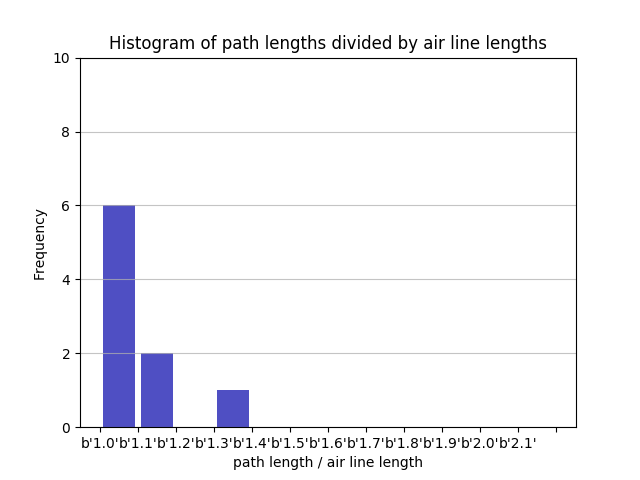 Histogram of path lengths divided by air line lengths
10
8
6
4
2
0
Frequency
b'1.0'b'1.1'b'1.2'b'1.3'b'1.4'b'1.5'b'1.6'b'1.7'b'1.8'b'1.9'b'2.0'b'2.1'
path length / air line length